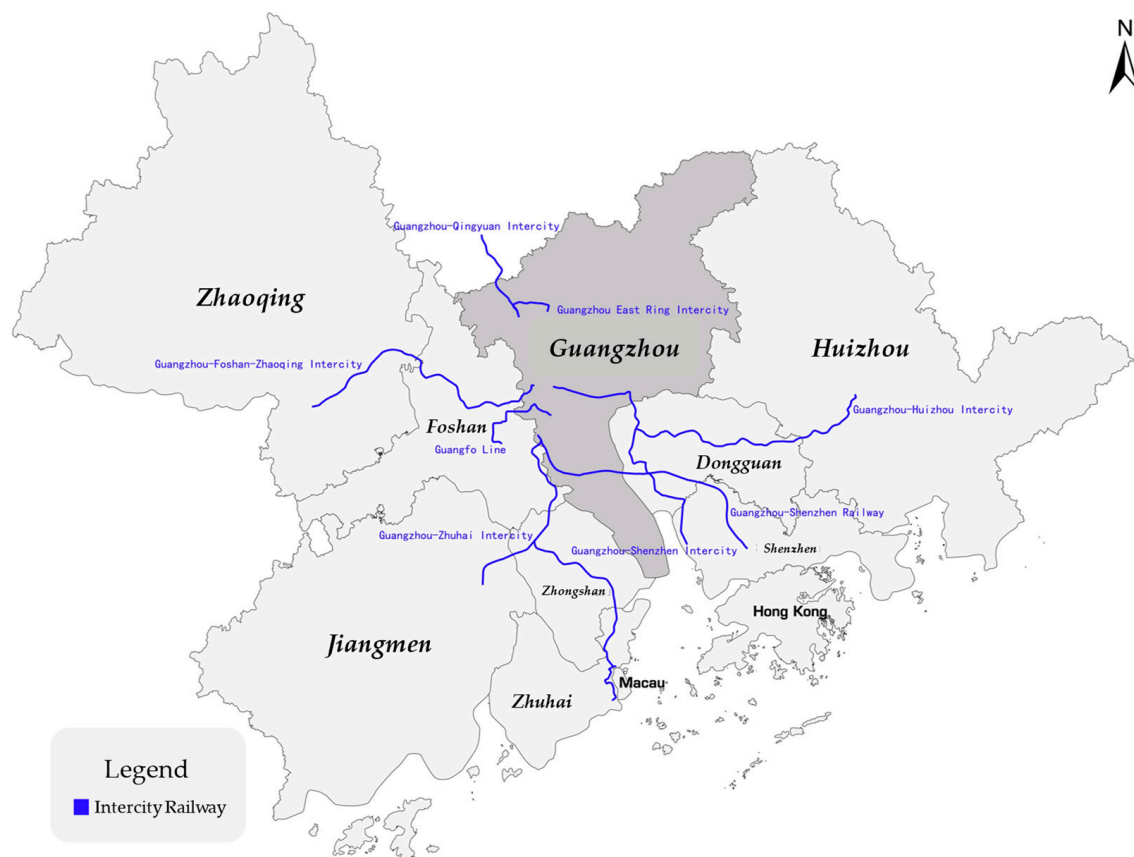 N
Guangzhou-Qingyuan Intercity
Zhaoqing
Guangzhou East Ring Intercity
Guangzhou
Huizhou
Guangzhou-Foshan-Zhaoqing Intercity
Guangzhou-Huizhou Intercity
Foshan
Guangfo Line
Dongguan
Guangzhou-Shenzhen Railway
Guangzhou-Zhuhai Intercity
Guangzhou-Shenzhen Intercity
Shenzhen
Zhongshan
Hong Kong
Jiangmen
Macau
Zhuhai
Legend
Intercity Railway